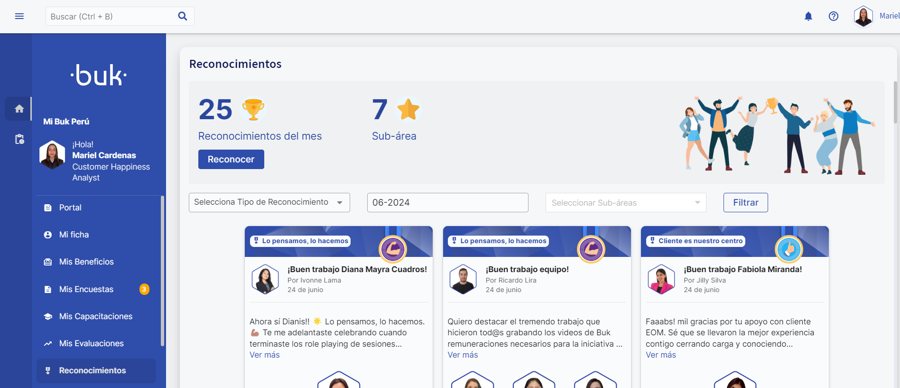 Buscar (Ctrl + B)
Mariel
·buk·
Mi Buk Perú
¡Hola!
Mariel Cardenas
Customer Happiness
Analyst
Portal
Mi ficha
Mis Beneficios
Mis Encuestas 3
Mis Capacitaciones
Mis Evaluaciones
Reconocimientos
Reconocimientos
25
Reconocimientos del mes
7
Sub-área
Reconocer
Selecciona Tipo de Reconocimiento
06-2024
Seleccionar Sub-áreas
Filtrar
Lo pensamos, lo hacemos
¡Buen trabajo Diana Mayra Cuadros!
Por Ivonne Lama
24 de junio
Ahora sí Dianis!! ☀️ Lo pensamos, lo hacemos.
💪🏽 Te me adelantaste celebrando cuando
terminaste los role playing de sesiones...
Ver más
Lo pensamos, lo hacemos
¡Buen trabajo equipo!
Por Ricardo Lira
24 de junio
Quiero destacar el tremendo trabajo que
hicieron tod@s grabando los videos de Buk
remuneraciones necesarios para la iniciativa ...
Ver más
Cliente es nuestro centro
¡Buen trabajo Fabiola Miranda!
Por Jilly Silva
24 de junio
Faaabs! mil gracias por tu apoyo con cliente
EOM. Sé que se llevaron la mejor experiencia
contigo cerrando carga y conociendo...
Ver más